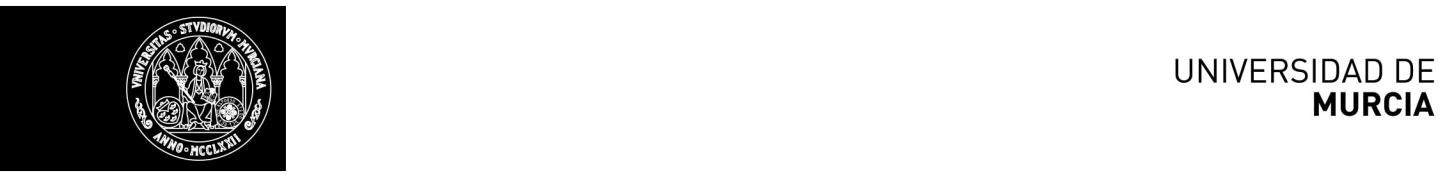 VNIVERSITAS · STVDIORVM · MVRCIANA
ANNO · MCCLXXII
UNIVERSIDAD DE
MURCIA